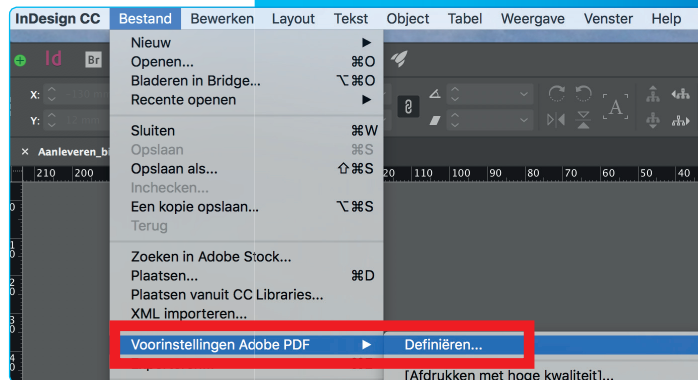 InDesign CC Bestand Bewerken Layout Tekst Object Tabel Weergave Venster Help
Id Br
Nieuw ▶
Openen... ⌘O
Bladeren in Bridge... ⌥⌘O
Recente openen ▶
X:
Y:
A
Sluiten ⌘W
Opslaan ⌘S
Opslaan als... ⇧⌘S
Inchecken...
Een kopie opslaan... ⌥⌘S
Terug
× Aanleveren_bi
210 200 20 110 100 90 80 70 60 50 40
Zoeken in Adobe Stock...
Plaatsen... ⌘D
Plaatsen vanuit CC Libraries...
XML importeren...
Voorinstellingen Adobe PDF ▶ Definiëren...
[Afdrukken met hoge kwaliteit]...